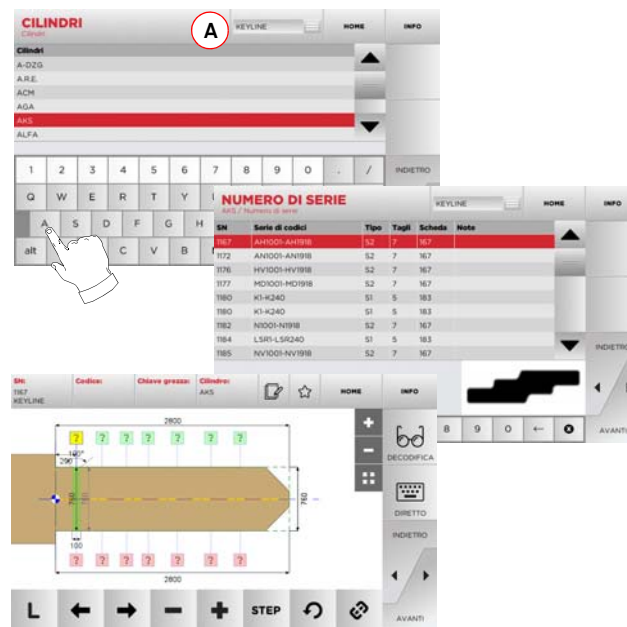 CILINDRI
Cilindri
A
KEYLINE
HOME
INFO
Cilindri
A-DZG
A.R.E.
ACM
AGA
AKS
ALFA
1 2 3 4 5 6 7 8 9 0 . /
INDIETRO
Q W E R T Y
A S D F G H
alt C V B
NUMERO DI SERIE
AKS / Numero di serie
KEYLINE
HOME
INFO
SN Serie di codici Tipo Tagli Scheda Note
1167 AH1001-AH1918 S2 7 167
1172 AN1001-AN1918 S2 7 167
1176 HV1001-HV1918 S2 7 167
1177 MD1001-MD1918 S2 7 167
1180 K1-K240 S1 5 183
1180 K1-K240 S1 5 183
1182 N1001-N1918 S2 7 167
1184 LSR1-LSR240 S1 5 183
1185 NV1001-NV1918 S2 7 167
INDIETRO
8 9 0 ←
AVANTI
SN: Codice: Chiave grezza: Cilindro:
1167 AKS
KEYLINE
HOME
INFO
2800
? ? ? ? ? ? ?
100°
200
760 760 760
100
? ? ? ? ? ? ?
2800
+
-
DECODIFICA
DIRETTO
INDIETRO
AVANTI
L ← → - + STEP